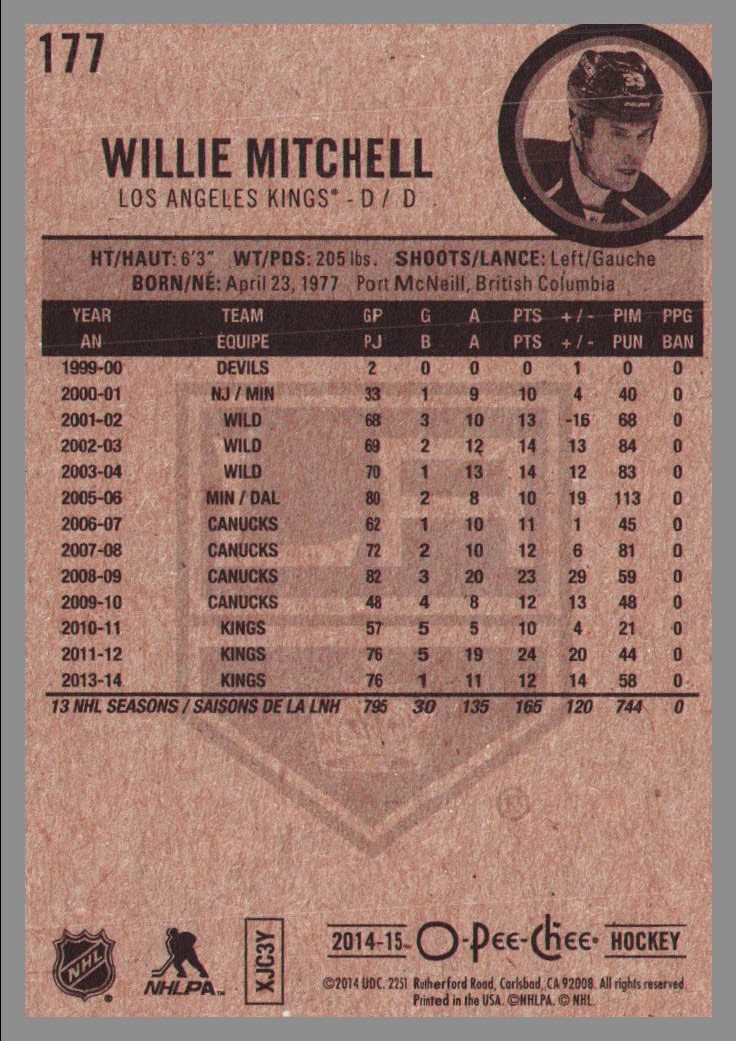 177
WILLIE MITCHELL
LOS ANGELES KINGS® - D / D
HT/HAUT: 6'3" WT/PDS: 205 lbs. SHOOTS/LANCE: Left/Gauche
BORN/NÉ: April 23, 1977 Port McNeill, British Columbia
YEAR TEAM GP G A PTS +/- PIM PPG
AN ÉQUIPE PJ B A PTS +/- PUN BAN
1999-00 DEVILS 2 0 0 0 1 0 0
2000-01 NJ / MIN 33 1 9 10 4 40 0
2001-02 WILD 68 3 10 13 -16 68 0
2002-03 WILD 69 2 12 14 13 84 0
2003-04 WILD 70 1 13 14 12 83 0
2005-06 MIN / DAL 80 2 8 10 19 113 0
2006-07 CANUCKS 62 1 10 11 1 45 0
2007-08 CANUCKS 72 2 10 12 6 81 0
2008-09 CANUCKS 82 3 20 23 29 59 0
2009-10 CANUCKS 48 4 8 12 13 48 0
2010-11 KINGS 57 5 5 10 4 21 0
2011-12 KINGS 76 5 19 24 20 44 0
2013-14 KINGS 76 1 11 12 14 58 0
13 NHL SEASONS / SAISONS DE LA LNH 795 30 135 165 120 744 0
NHL®
NHLPA™
XJC3Y
2014-15 O-Pee-Chee® HOCKEY
©2014 UDC. 2251 Rutherford Road, Carlsbad, CA 92008. All rights reserved.
Printed in the USA. ©NHLPA. © NHL.